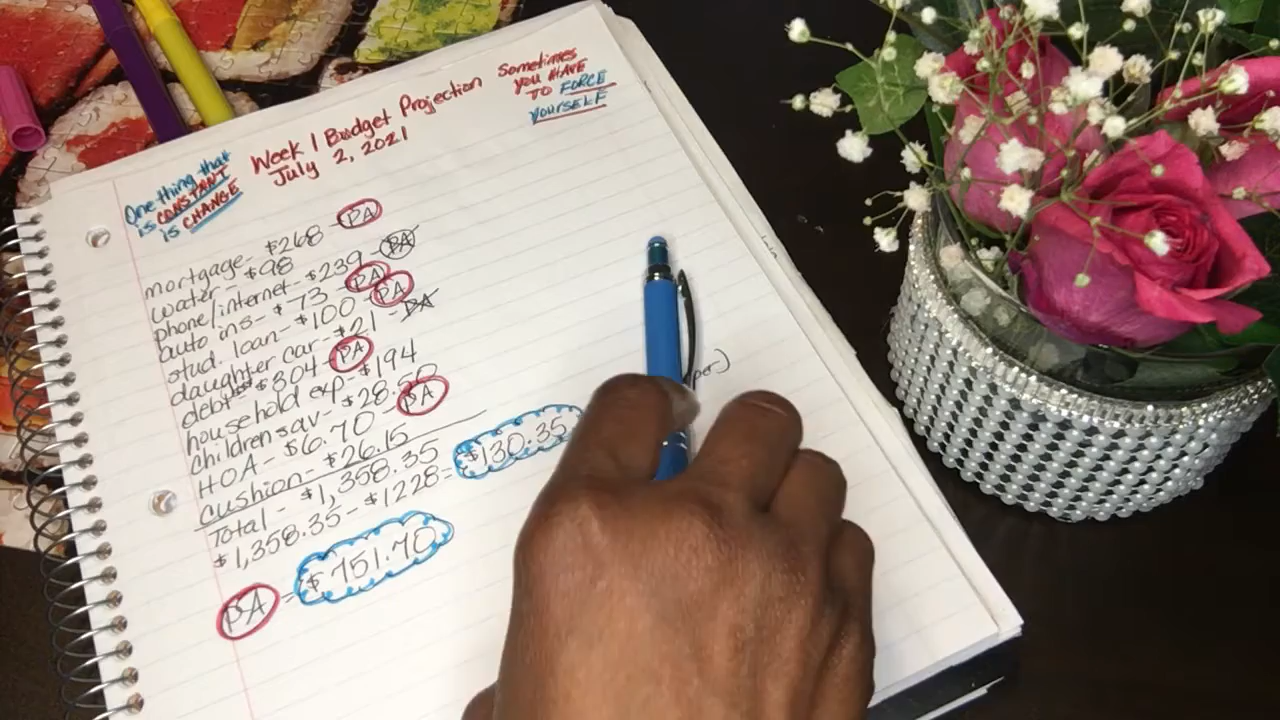 One thing that
is CONSTANT
is CHANGE
Week 1 Budget Projection
July 2, 2021
Sometimes
YOU HAVE
TO FORCE
YOURSELF
mortgage - $268 - PA
water - $98
phone/internet - $239 - PA
auto ins - $73 - PA
stud. loan - $100 - PA
daughter car - $21 - PA
debt - $304 - PA
household exp - $194
children sav - $28.50
HOA - $6.70 - PA
cushion - $26.15
Total - $1,358.35
$1,358.35 - $1228 = $130.35
PA = $751.70